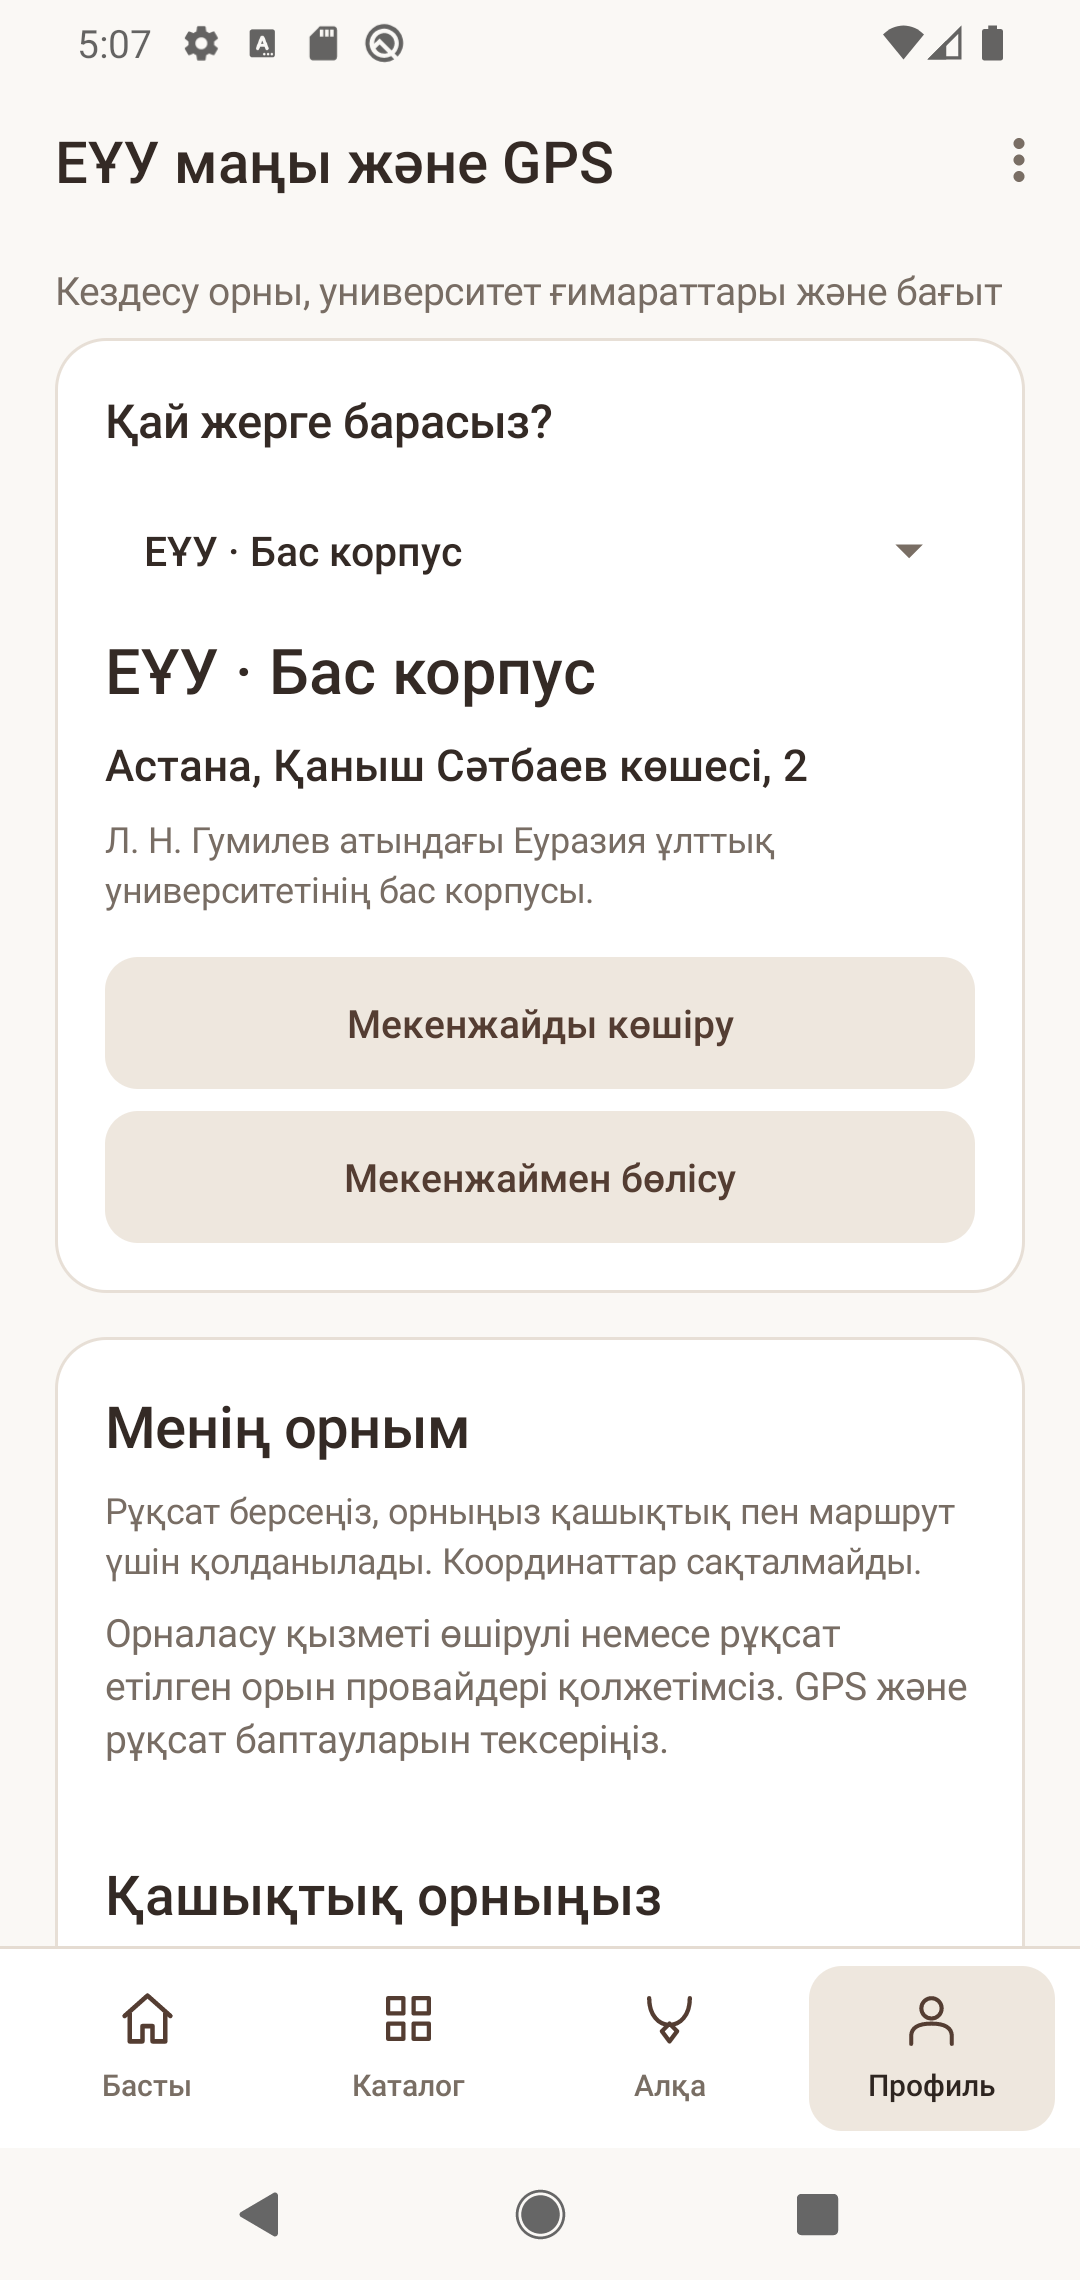 5:07
ЕҰУ маңы және GPS
Кездесу орны, университет ғимараттары және бағыт
Қай жерге барасыз?
ЕҰУ · Бас корпус
ЕҰУ · Бас корпус
Астана, Қаныш Сәтбаев көшесі, 2
Л. Н. Гумилев атындағы Еуразия ұлттық
университетінің бас корпусы.
Мекенжайды көшіру
Мекенжаймен бөлісу
Менің орным
Рұқсат берсеңіз, орныңыз қашықтық пен маршрут
үшін қолданылады. Координаттар сақталмайды.
Орналасу қызметі өшірулі немесе рұқсат
етілген орын провайдері қолжетімсіз. GPS және
рұқсат баптауларын тексеріңіз.
Қашықтық орныңыз
Басты
Каталог
Алқа
Профиль